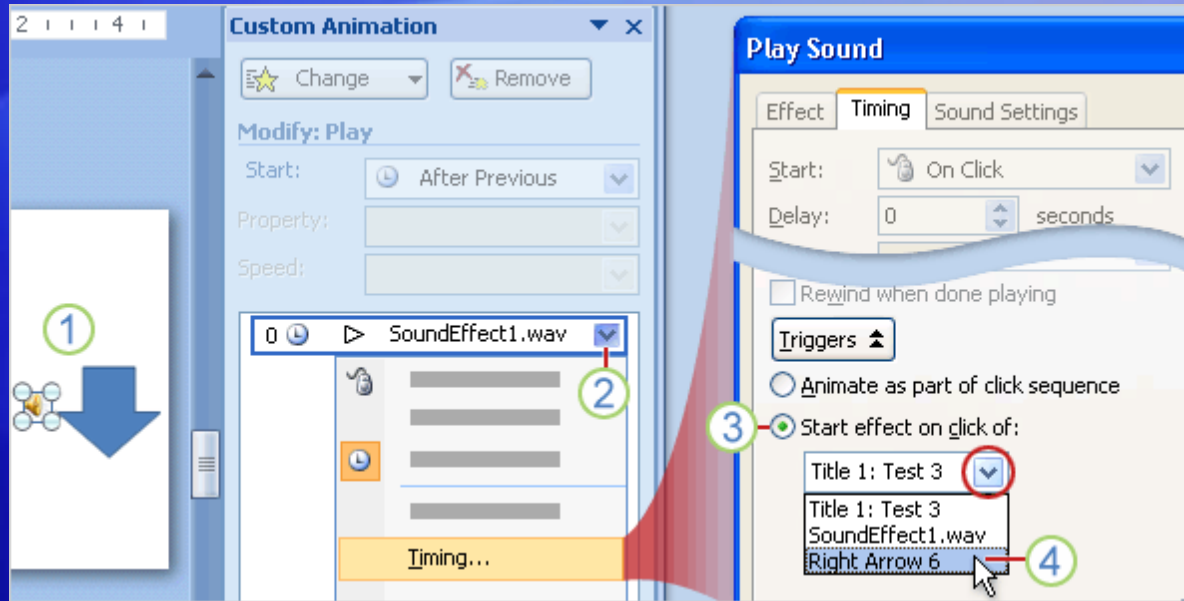 2 4
Custom Animation
Change
Remove
Modify: Play
Start:
After Previous
Property:
Speed:
0 SoundEffect1.wav
Timing...
1
2
Play Sound
Effect Timing Sound Settings
Start: On Click
Delay: 0 seconds
Rewind when done playing
Triggers
Animate as part of click sequence
3 Start effect on click of:
Title 1: Test 3
Title 1: Test 3
SoundEffect1.wav
Right Arrow 6
4